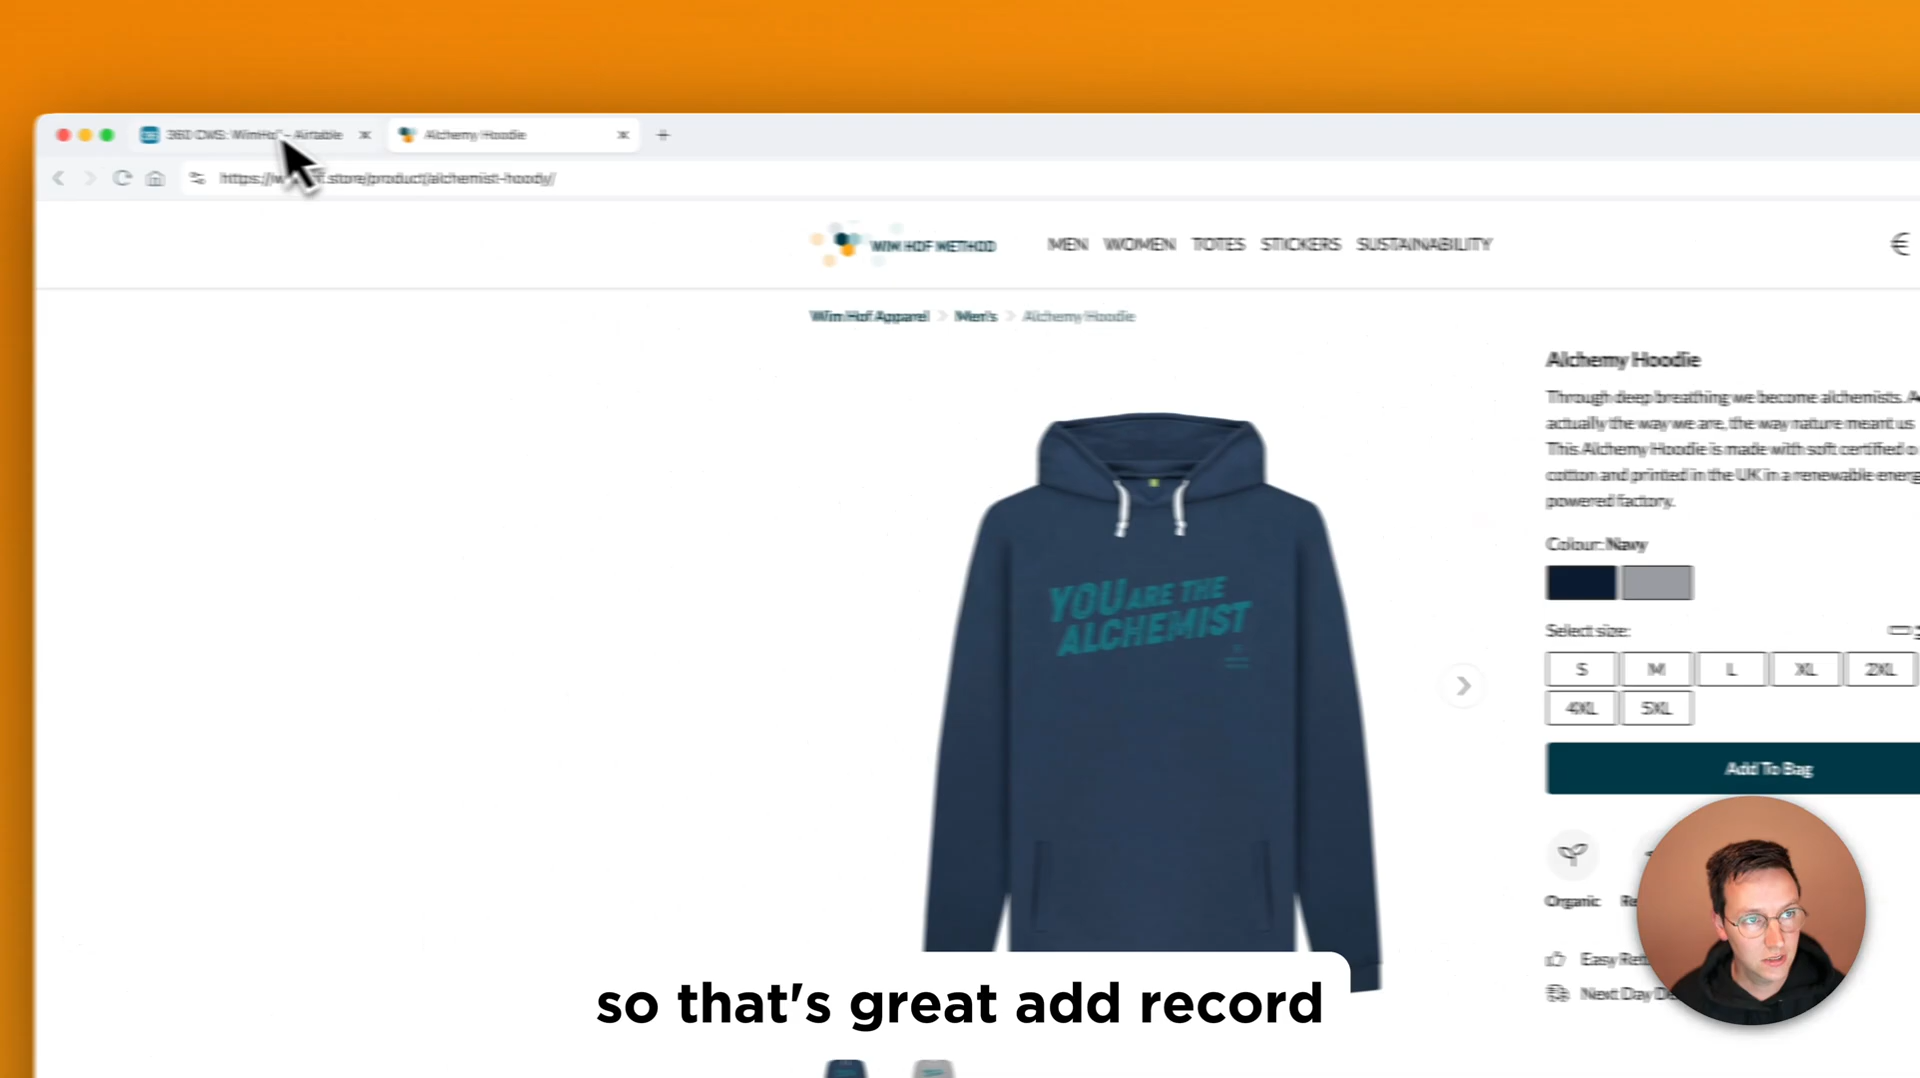 360 CMS: WimHof - Airtable
Alchemy Hoodie
https://w .store/product/alchemist-hoody/
WIM HOF METHOD
MEN WOMEN TOTES STICKERS SUSTAINABILITY
€
Wim Hof Apparel > Men's > Alchemy Hoodie
Alchemy Hoodie
Through deep breathing we become alchemists.
actually the way we are, the way nature meant us
This Alchemy Hoodie is made with soft certified o
cotton and printed in the UK in a renewable energ
powered factory.
YOU ARE THE
ALCHEMIST
Colour: Navy
Select size:
S M L XL 2XL
4XL 5XL
Add To Bag
Organic Re
Easy Ret
Next Day De
so that's great add record